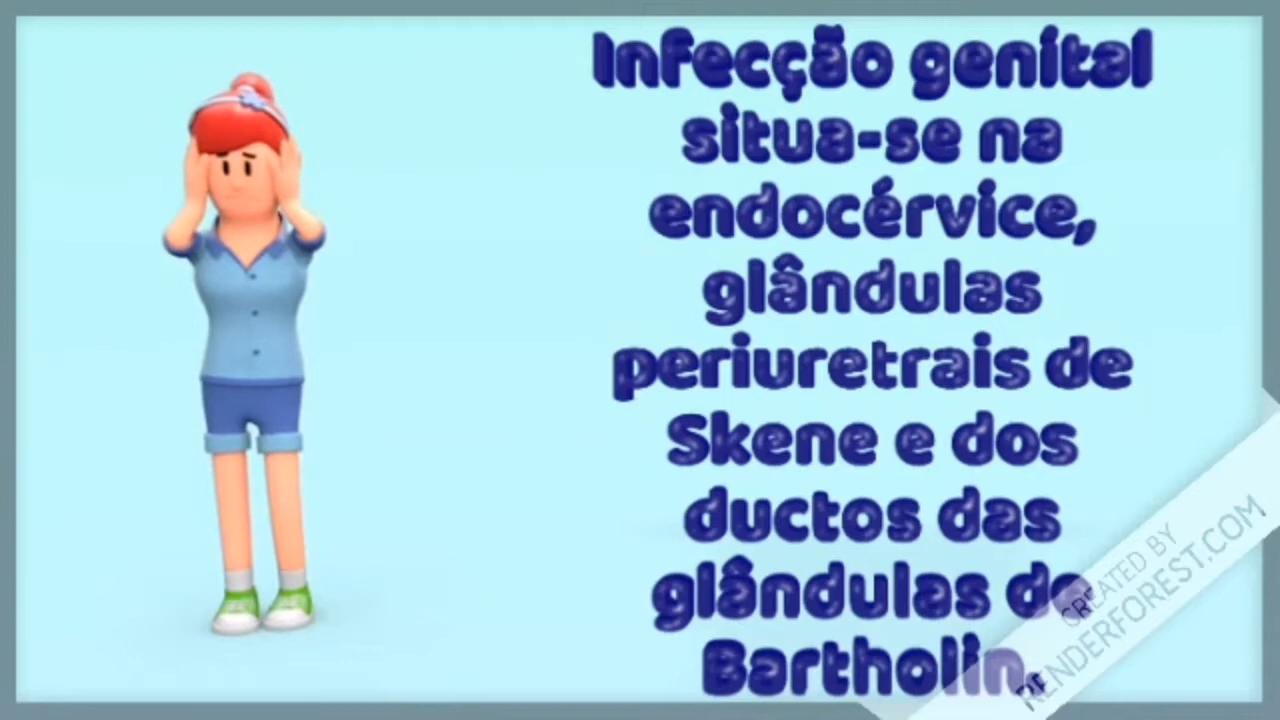 Infecção genital
situa-se na
endocérvice,
glândulas
periuretrais de
Skene e dos
ductos das
glândulas de
Bartholin.
CREATED BY
RENDERFOREST.COM